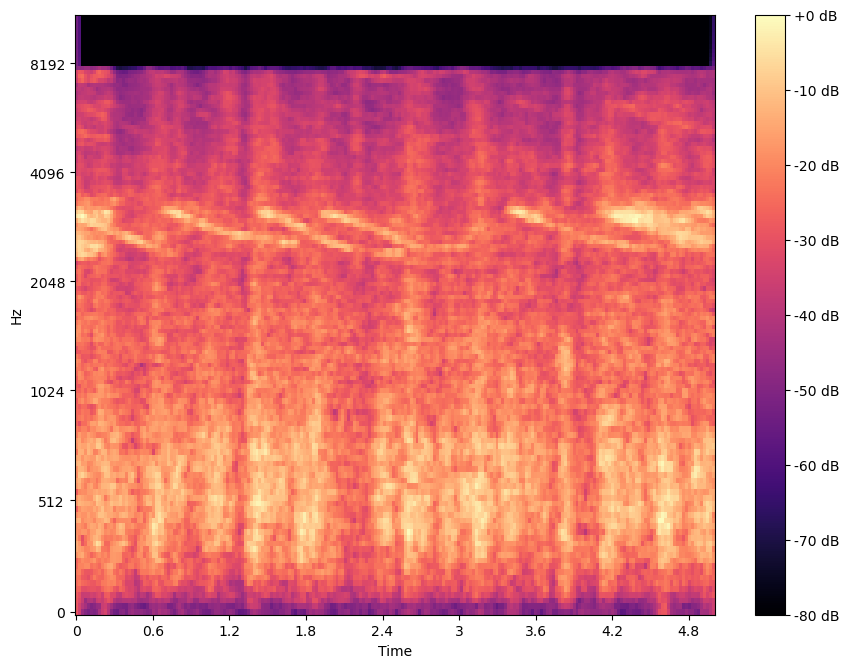 +0 dB
8192
-10 dB
4096
-20 dB
-30 dB
2048
Hz
-40 dB
1024
-50 dB
512
-60 dB
-70 dB
0
-80 dB
0 0.6 1.2 1.8 2.4 3 3.6 4.2 4.8
Time